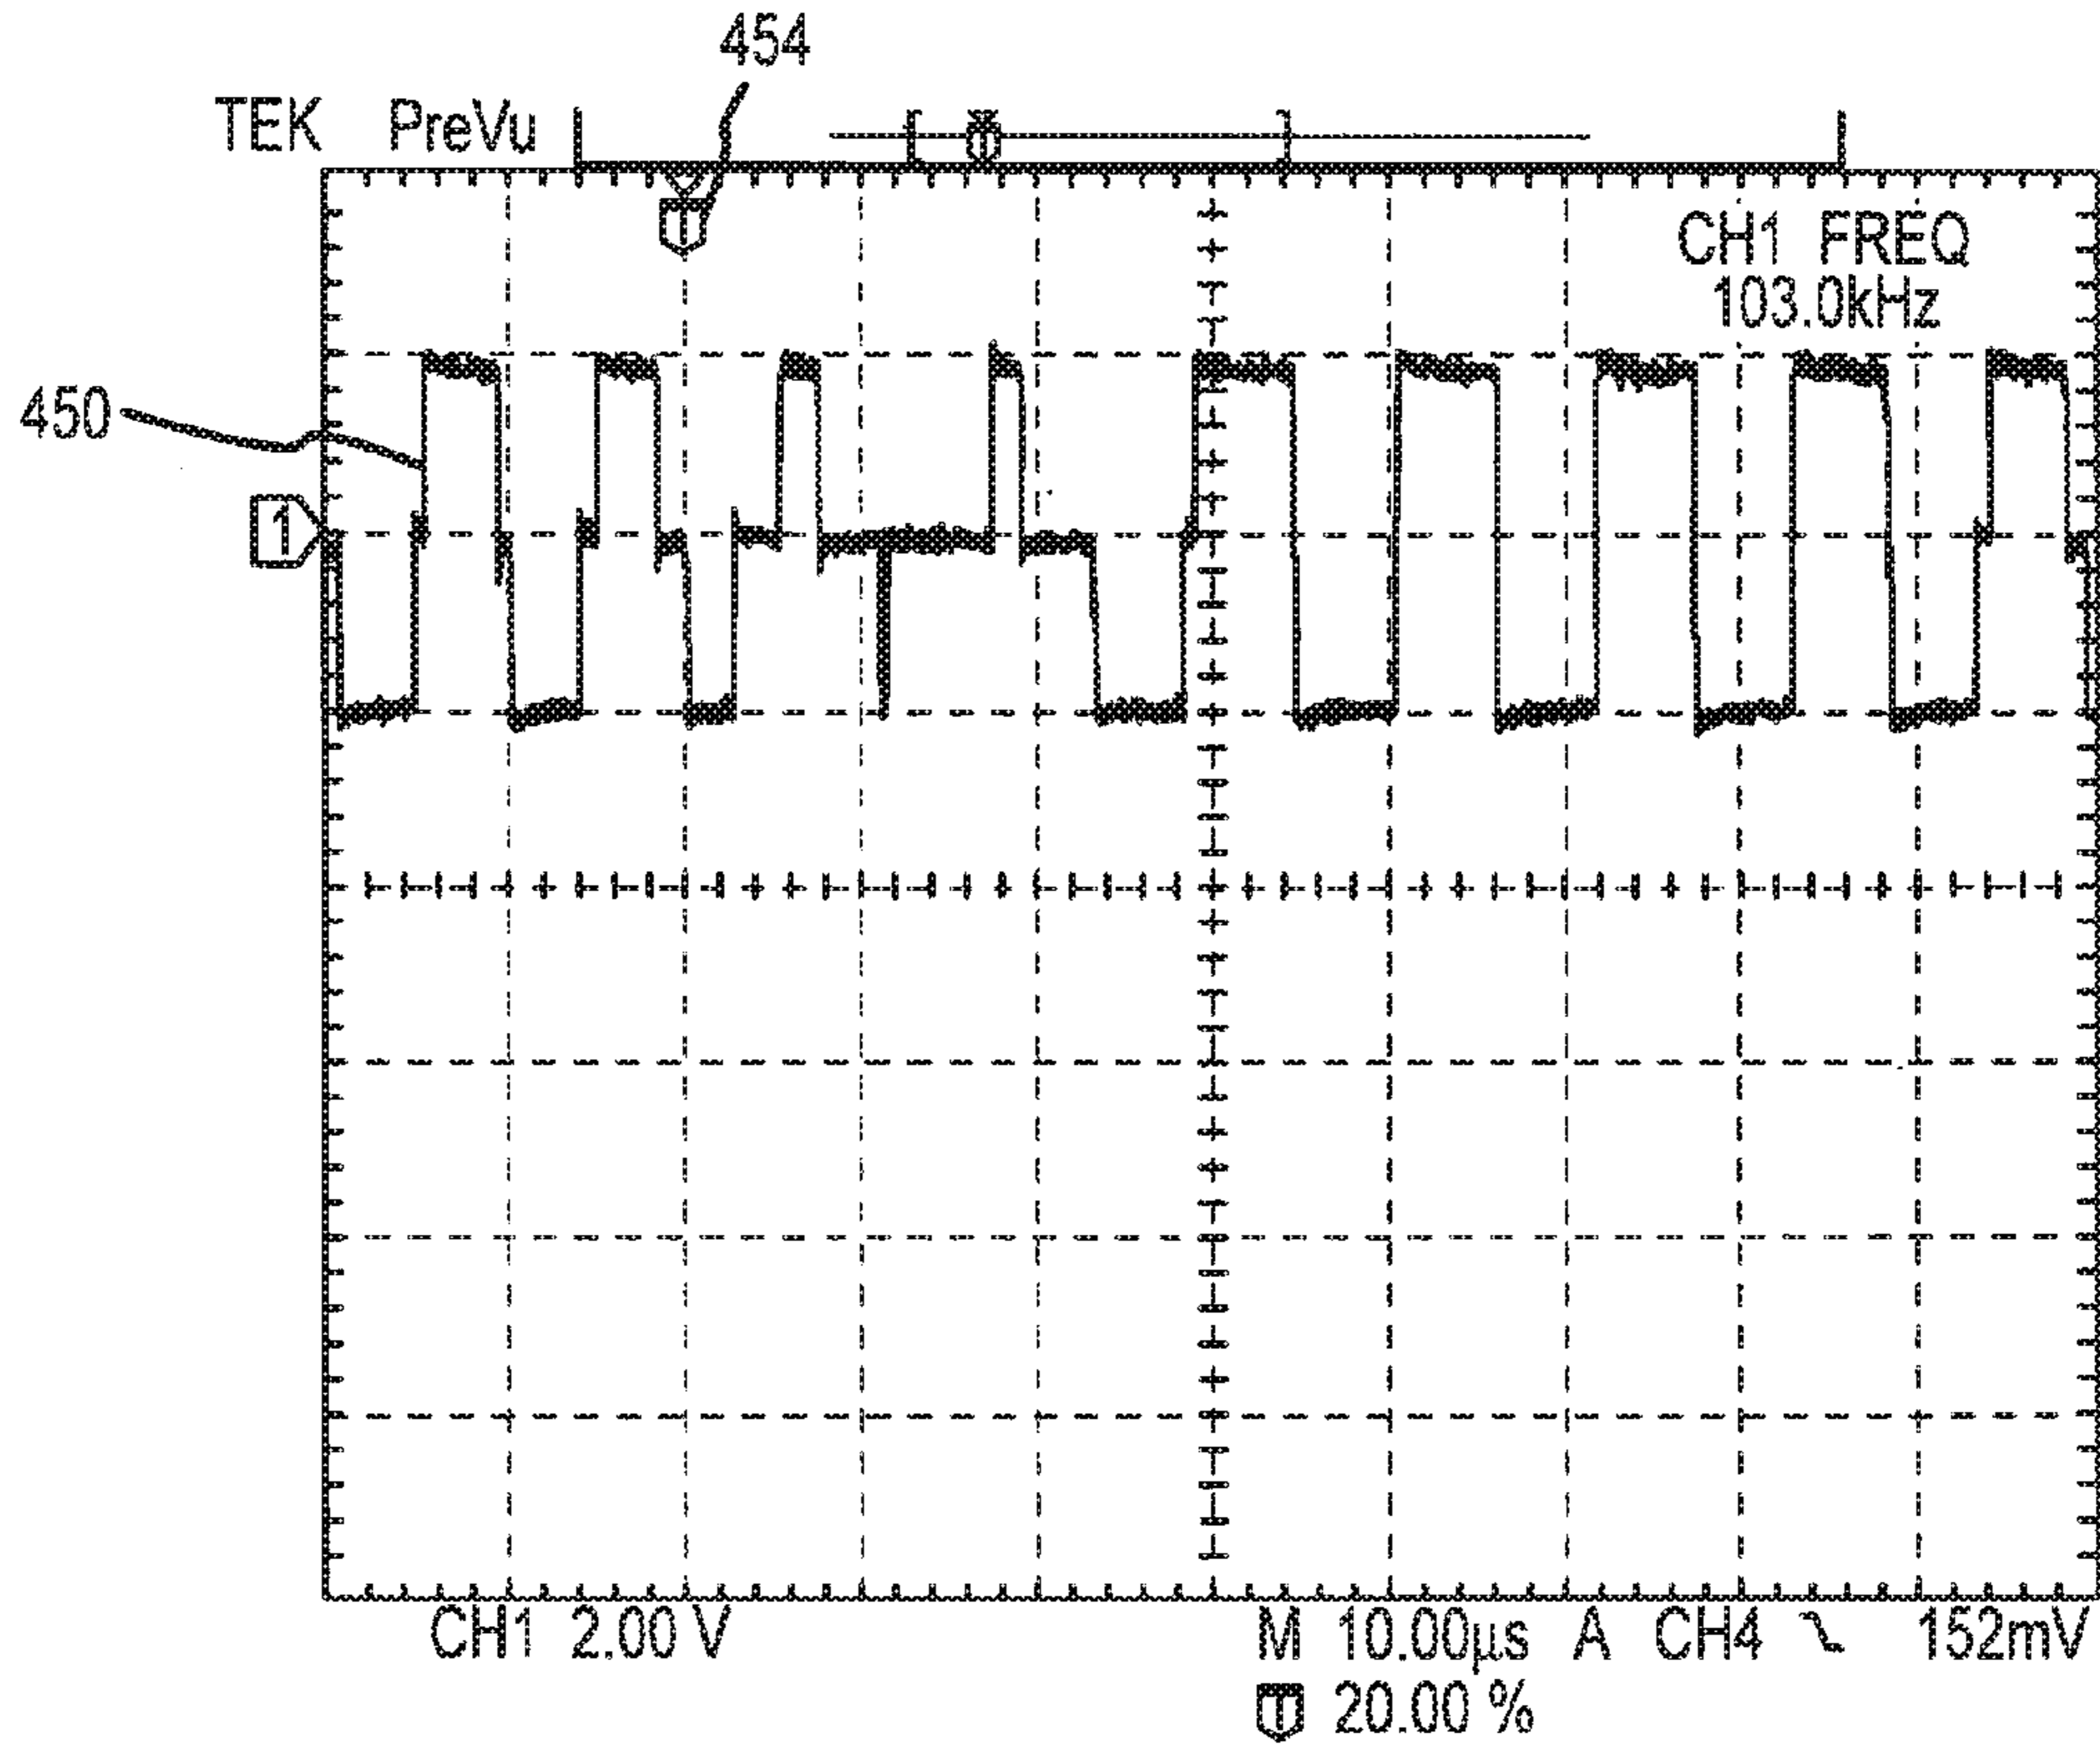 454
TEK PreVu
CH1 FREQ
103.0kHz
450
1
CH1 2.00 V M 10.00µs A CH4 152mV
20.00 %